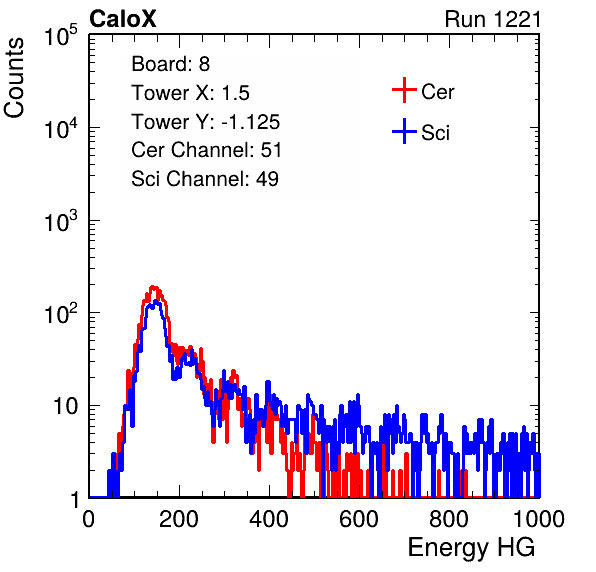 CaloX Run 1221
Counts
10^5
10^4
10^3
10^2
10
1
Board: 8
Tower X: 1.5
Tower Y: -1.125
Cer Channel: 51
Sci Channel: 49
Cer
Sci
0 200 400 600 800 1000
Energy HG